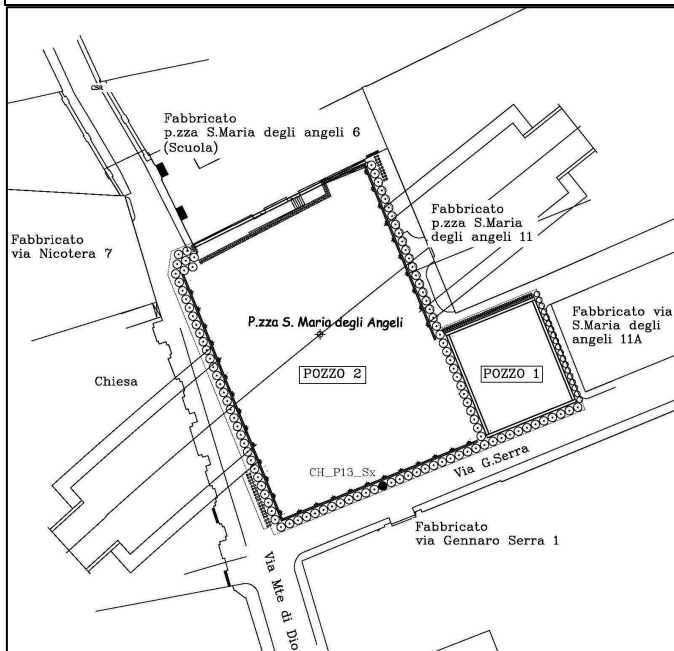 CSR
Fabbricato
p.zza S.Maria degli angeli 6
(Scuola)
Fabbricato
p.zza S.Maria
degli angeli 11
Fabbricato
via Nicotera 7
P.zza S. Maria degli Angeli
Fabbricato via
S.Maria degli
angeli 11A
POZZO 2
POZZO 1
Chiesa
CH_P13_Sx
Via G.Serra
Fabbricato
via Gennaro Serra 1
Via Mte di Dio